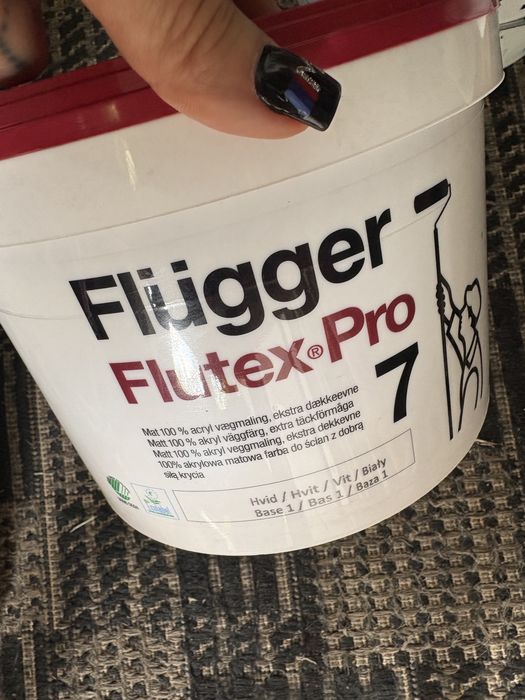 Flügger
Flutex® Pro
7
Mat 100 % acryl vægmaling, ekstra dækkeevne
Matt 100 % akryl väggfärg, extra täckförmåga
Matt 100 % akryl veggmaling, ekstra dekkevne
100% akrylowa matowa farba do ścian z dobrą
siłą krycia
Hvid / Hvit / Vit / Biały
Base 1 / Bas 1 / Baza 1